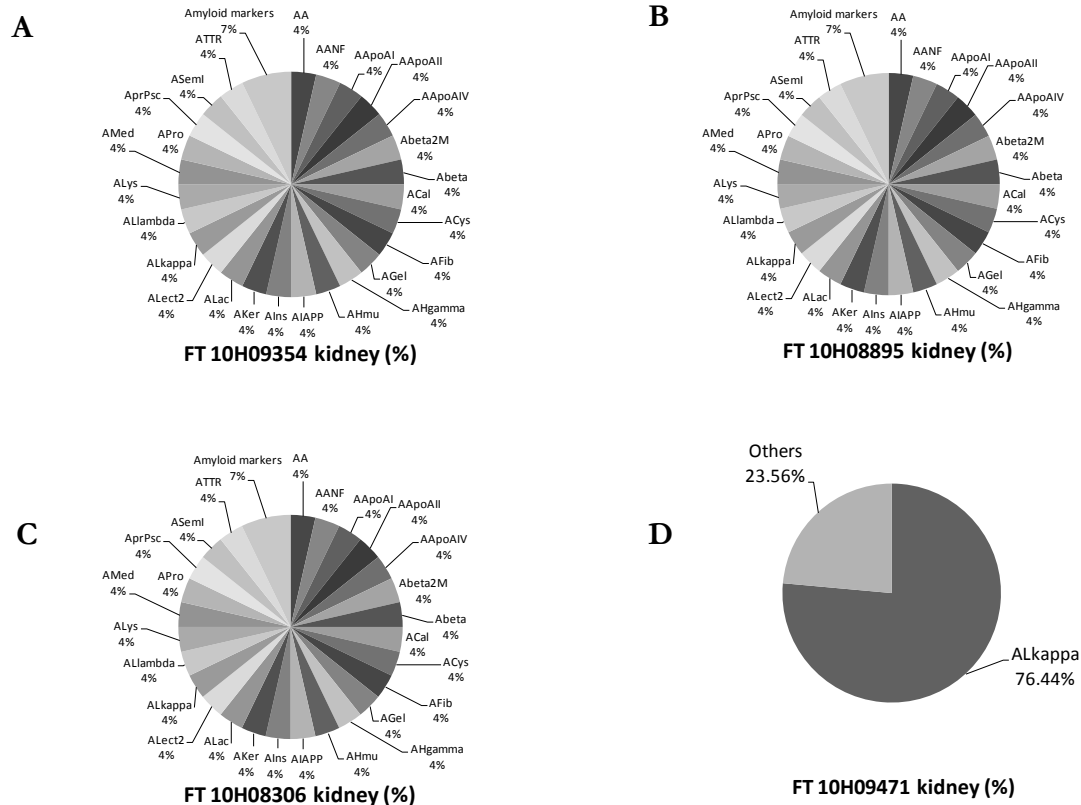 A
Amyloid markers
7%
AA
4%
AANF
4%
AApoAI
4%
AApoAII
4%
AApoAIV
4%
Abeta2M
4%
Abeta
4%
ACal
4%
ACys
4%
AFib
4%
AGel
4%
AHgamma
4%
AHmu
4%
AIAPP
4%
AIns
4%
AKer
4%
ALac
4%
ALect2
4%
ALkappa
4%
ALlambda
4%
ALys
4%
AMed
4%
APro
4%
AprPsc
4%
ASemI
4%
ATTR
4%
FT 10H09354 kidney (%)
B
Amyloid markers
7%
AA
4%
AANF
4%
AApoAI
4%
AApoAII
4%
AApoAIV
4%
Abeta2M
4%
Abeta
4%
ACal
4%
ACys
4%
AFib
4%
AGel
4%
AHgamma
4%
AHmu
4%
AIAPP
4%
AIns
4%
AKer
4%
ALac
4%
ALect2
4%
ALkappa
4%
ALlambda
4%
ALys
4%
AMed
4%
APro
4%
AprPsc
4%
ASemI
4%
ATTR
4%
FT 10H08895 kidney (%)
C
Amyloid markers
7%
AA
4%
AANF
4%
AApoAI
4%
AApoAII
4%
AApoAIV
4%
Abeta2M
4%
Abeta
4%
ACal
4%
ACys
4%
AFib
4%
AGel
4%
AHgamma
4%
AHmu
4%
AIAPP
4%
AIns
4%
AKer
4%
ALac
4%
ALect2
4%
ALkappa
4%
ALlambda
4%
ALys
4%
AMed
4%
APro
4%
AprPsc
4%
ASemI
4%
ATTR
4%
FT 10H08306 kidney (%)
D
Others
23.56%
ALkappa
76.44%
FT 10H09471 kidney (%)